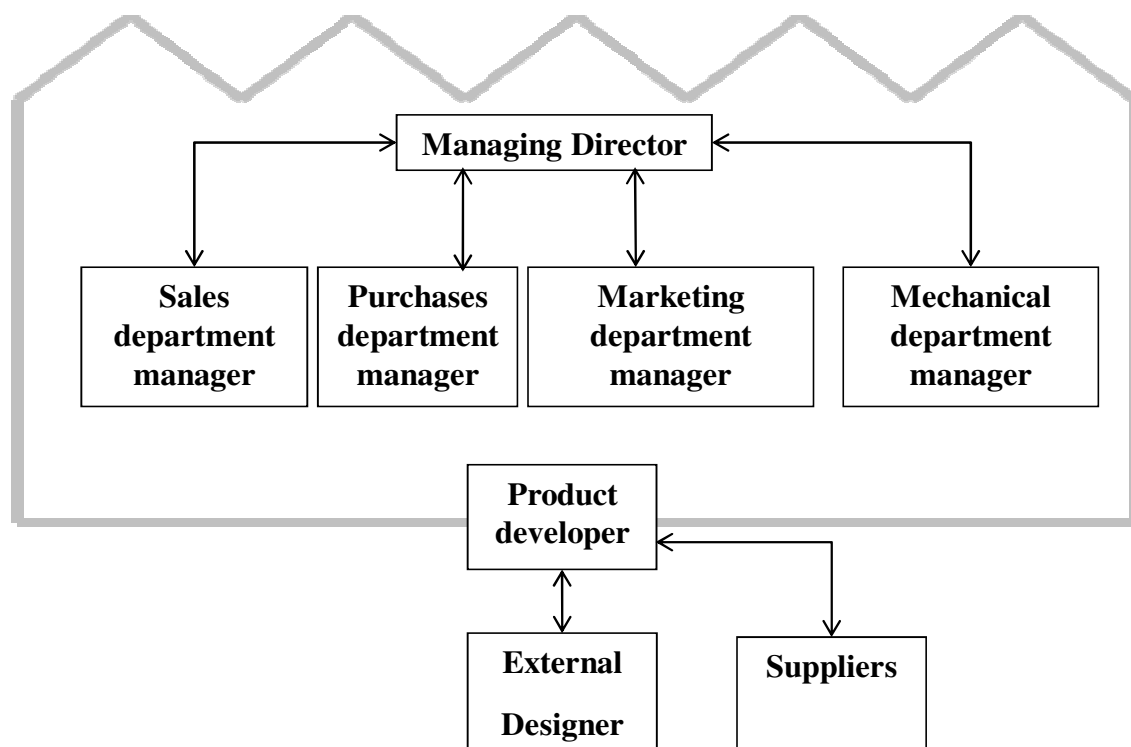 Managing Director
Sales
department
manager
Purchases
department
manager
Marketing
department
manager
Mechanical
department
manager
Product
developer
External
Designer
Suppliers